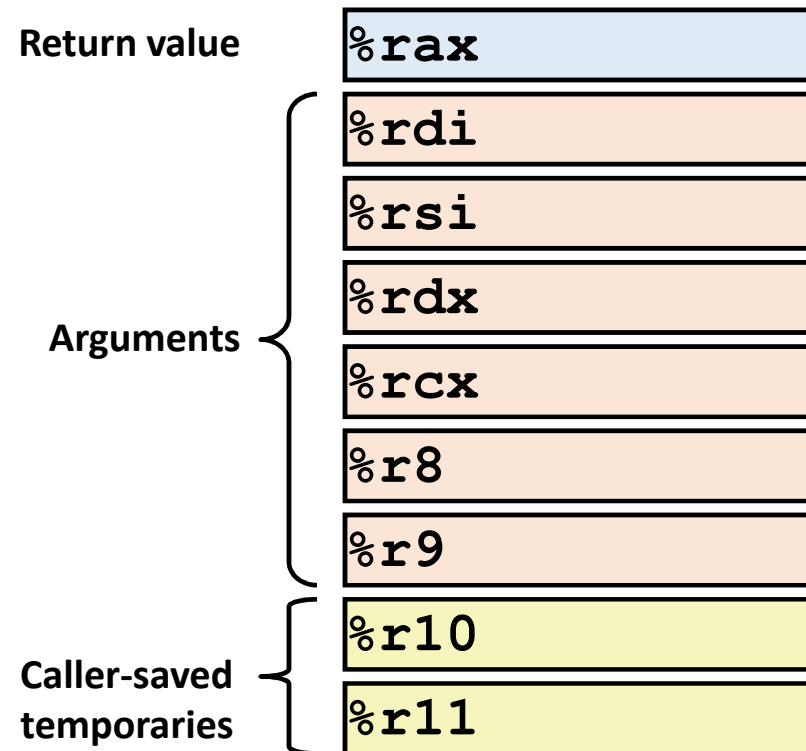 Return value %rax
%rdi
%rsi
%rdx
Arguments
%rcx
%r8
%r9
%r10
Caller-saved
temporaries
%r11